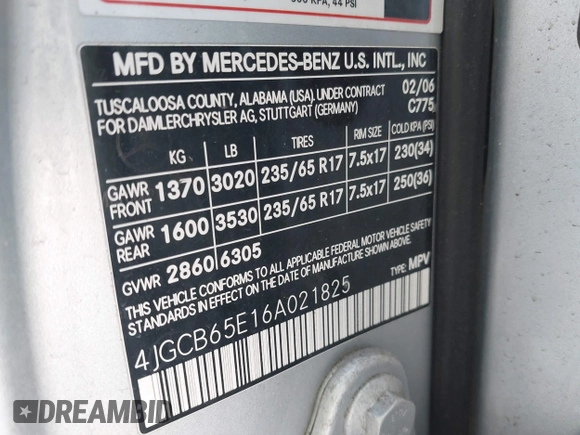 300 KPA, 44 PSI
MFD BY MERCEDES-BENZ U.S. INTL., INC
TUSCALOOSA COUNTY, ALABAMA (USA). UNDER CONTRACT 02/06
FOR DAIMLERCHRYSLER AG, STUTTGART (GERMANY) C775
KG LB TIRES RIM SIZE COLD KPA (PSI)
GAWR FRONT 1370 3020 235/65 R17 7.5x17 230(34)
GAWR REAR 1600 3530 235/65 R17 7.5x17 250(36)
GVWR 2860 6305
THIS VEHICLE CONFORMS TO ALL APPLICABLE FEDERAL MOTOR VEHICLE SAFETY
STANDARDS IN EFFECT ON THE DATE OF MANUFACTURE SHOWN ABOVE.
TYPE: MPV
4JGCB65E16A021825
DREAMBID